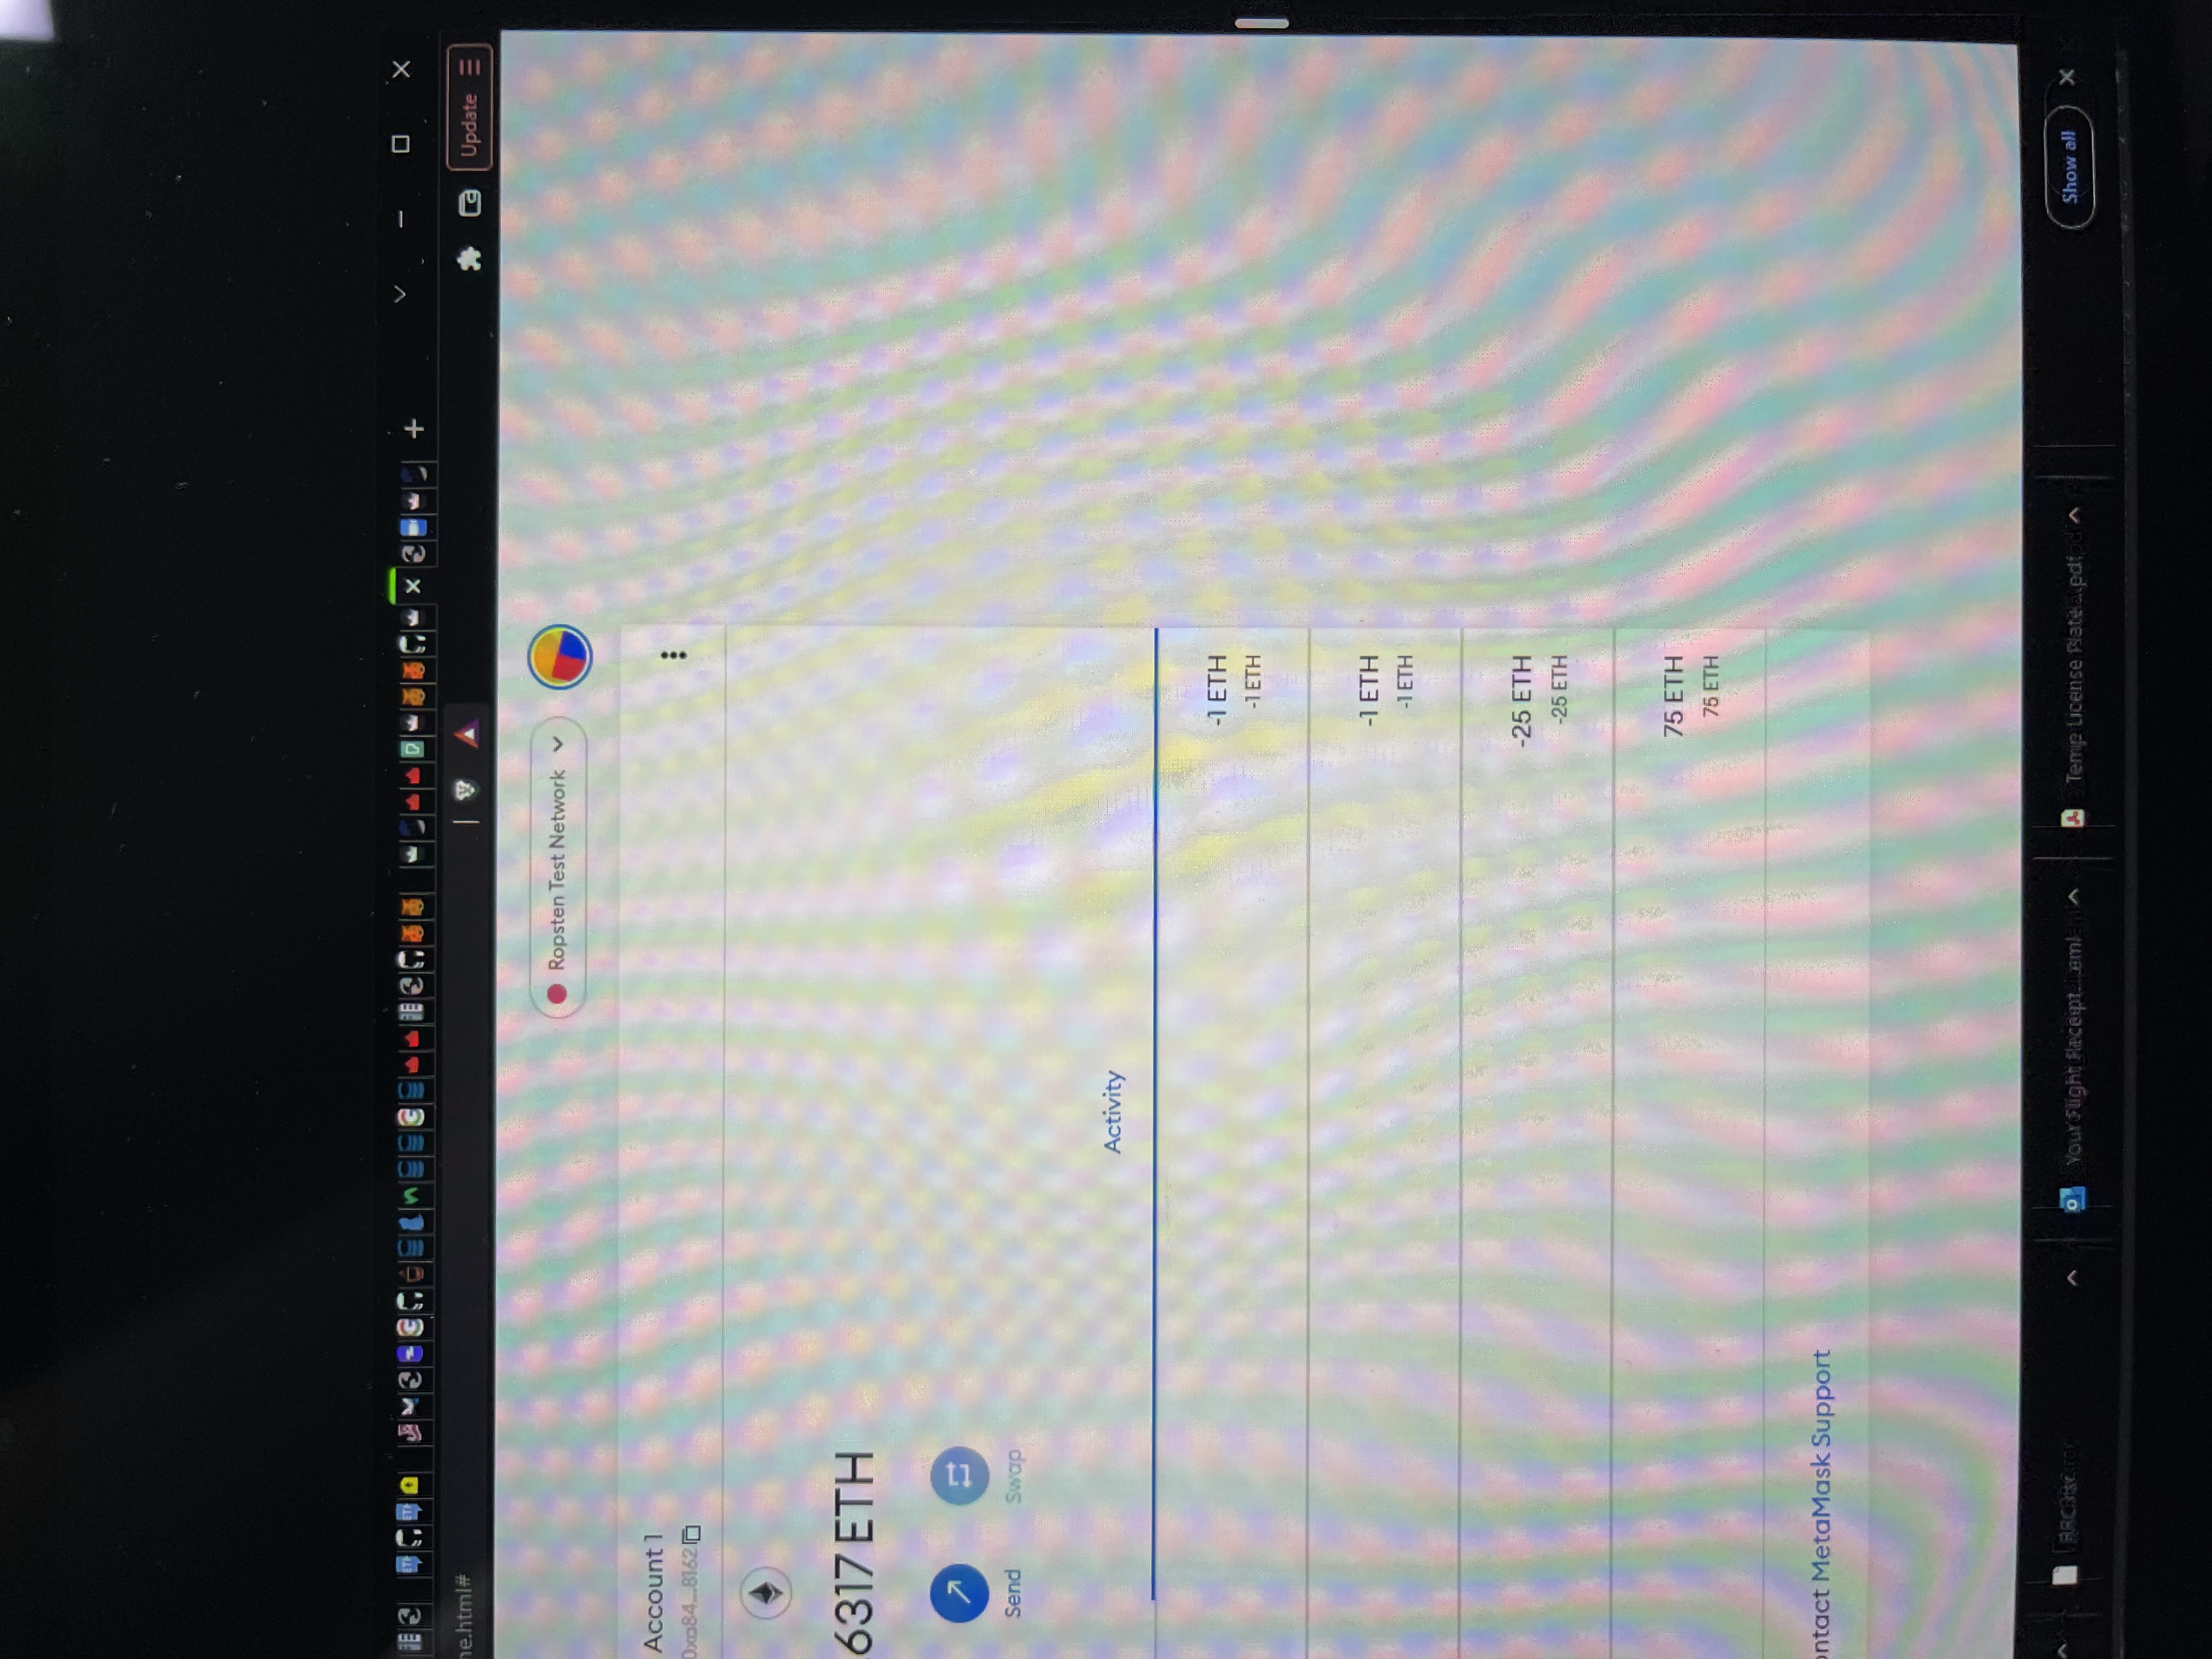 ne.html#
Update
Ropsten Test Network
Account 1
0xa84...8162
.6317 ETH
Send
Swap
Activity
-1 ETH
-1 ETH
-1 ETH
-1 ETH
-25 ETH
-25 ETH
75 ETH
75 ETH
ontact MetaMask Support
Your Flight Receipt....eml
Temp License Plate....pdf
Show all